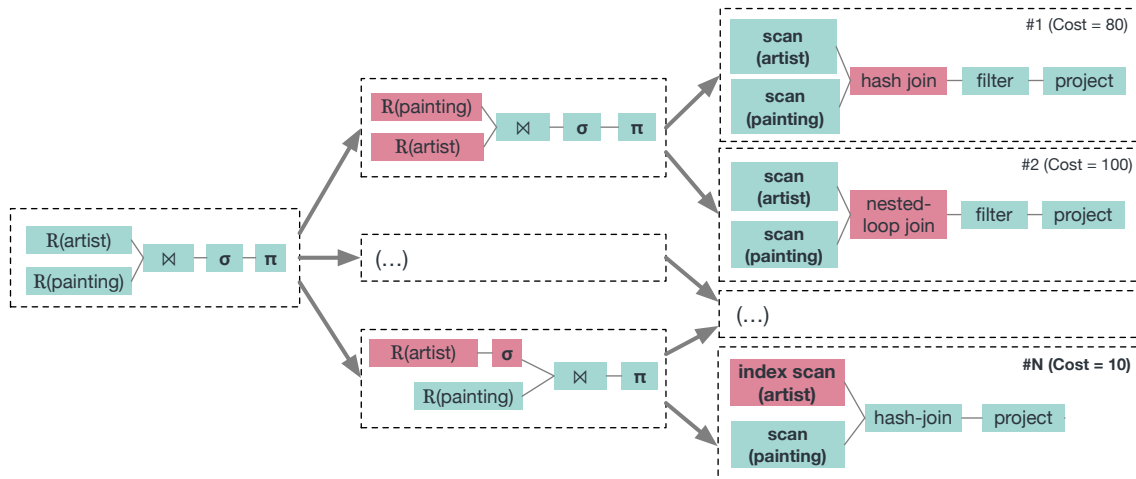 R(artist)
R(painting)
⋈
σ
π
R(painting)
R(artist)
⋈
σ
π
(...)
R(artist)
σ
R(painting)
⋈
π
#1 (Cost = 80)
scan
(artist)
scan
(painting)
hash join
filter
project
#2 (Cost = 100)
scan
(artist)
scan
(painting)
nested-
loop join
filter
project
(...)
#N (Cost = 10)
index scan
(artist)
scan
(painting)
hash-join
project